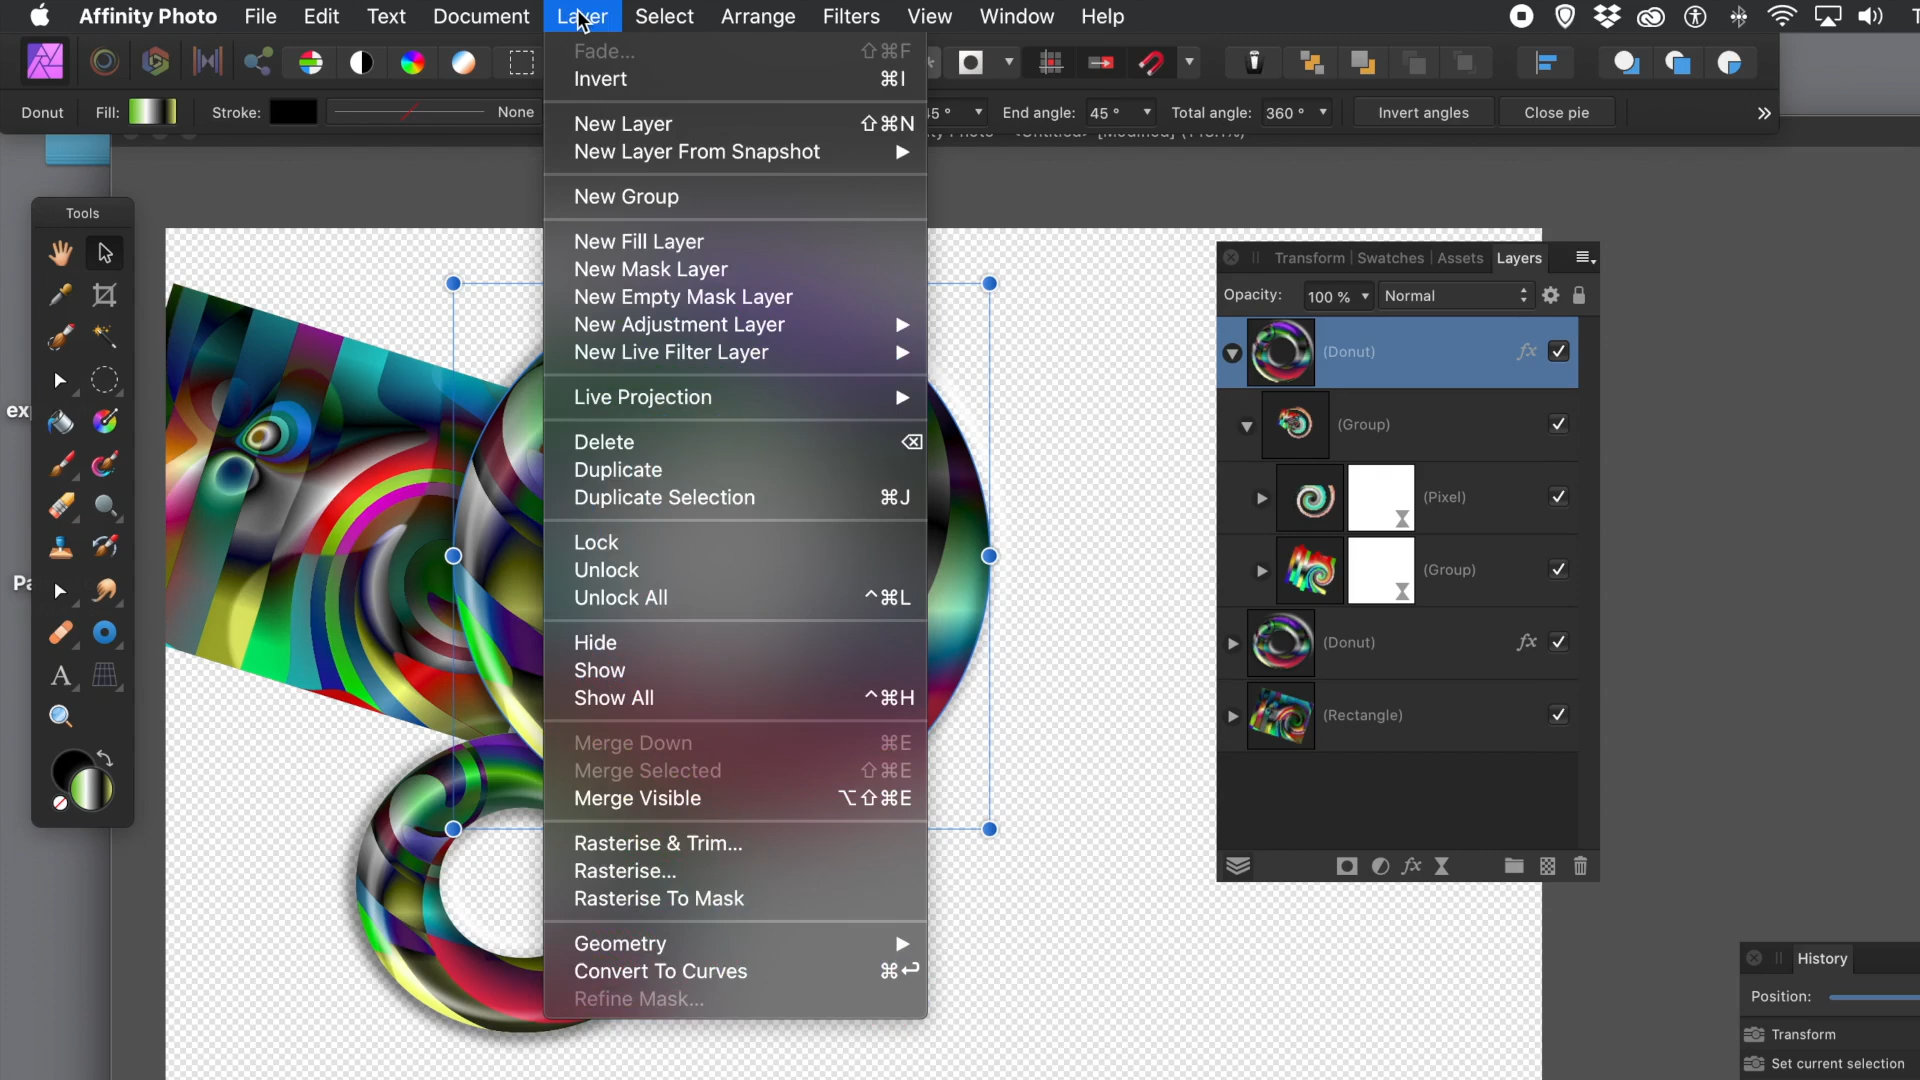 Affinity Photo File Edit Text Document Layer Select Arrange Filters View Window Help
Donut Fill: Stroke: None End angle: 45 ° Total angle: 360 ° Invert angles Close pie
Tools
Fade... ⇧⌘F
Invert ⌘I
New Layer ⇧⌘N
New Layer From Snapshot
New Group
New Fill Layer
New Mask Layer
New Empty Mask Layer
New Adjustment Layer
New Live Filter Layer
Live Projection
Delete ⌫
Duplicate
Duplicate Selection ⌘J
Lock
Unlock
Unlock All ^⌘L
Hide
Show
Show All ^⌘H
Merge Down ⌘E
Merge Selected ⇧⌘E
Merge Visible ⌥⇧⌘E
Rasterise & Trim...
Rasterise...
Rasterise To Mask
Geometry
Convert To Curves ⌘↩
Refine Mask...
Transform Swatches Assets Layers
Opacity: 100 % Normal
(Donut) fx
(Group)
(Pixel)
(Group)
(Donut) fx
(Rectangle)
fx
History
Position:
Transform
Set current selection